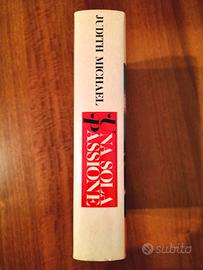 JUDITH MICHAEL
UNA SOLA
PASSIONE
subito